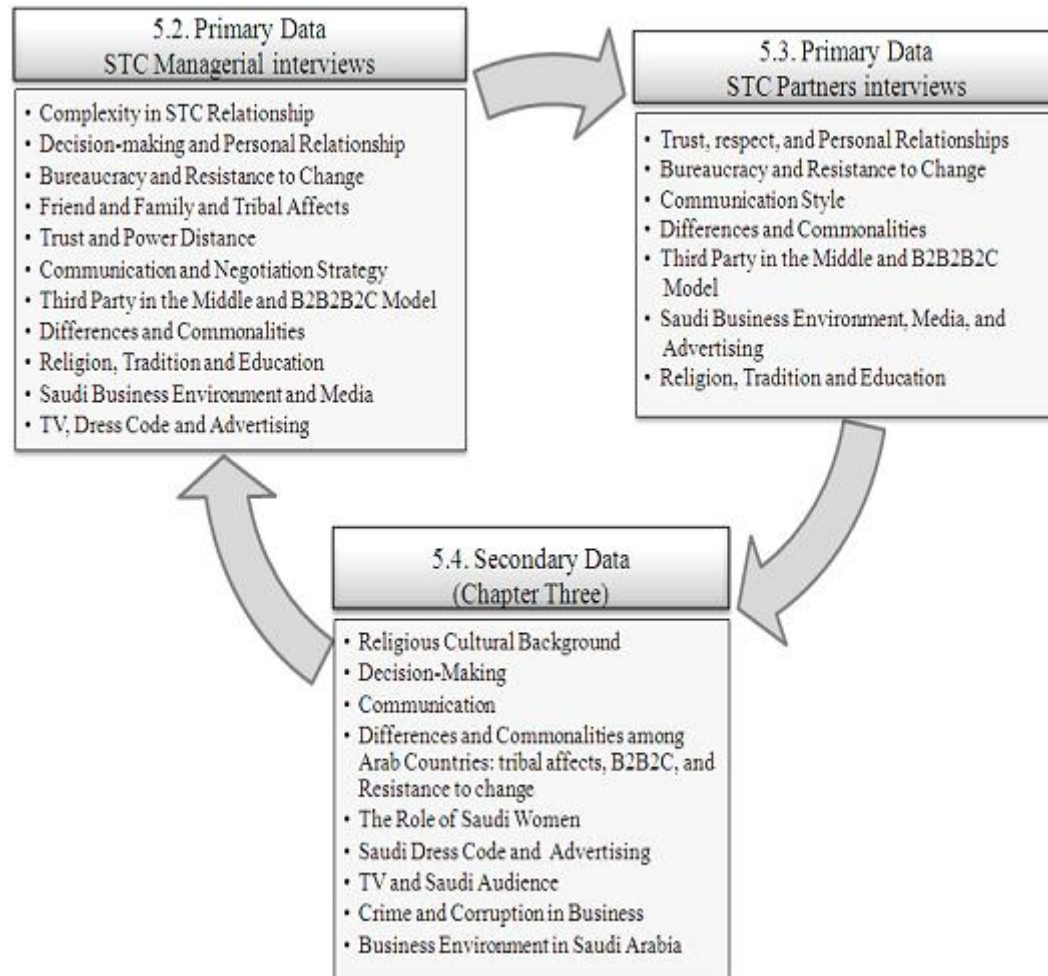 5.2. Primary Data
STC Managerial interviews
• Complexity in STC Relationship
• Decision-making and Personal Relationship
• Bureaucracy and Resistance to Change
• Friend and Family and Tribal Affects
• Trust and Power Distance
• Communication and Negotiation Strategy
• Third Party in the Middle and B2B2B2C Model
• Differences and Commonalities
• Religion, Tradition and Education
• Saudi Business Environment and Media
• TV, Dress Code and Advertising
5.3. Primary Data
STC Partners interviews
• Trust, respect, and Personal Relationships
• Bureaucracy and Resistance to Change
• Communication Style
• Differences and Commonalities
• Third Party in the Middle and B2B2B2C
Model
• Saudi Business Environment, Media, and
Advertising
• Religion, Tradition and Education
5.4. Secondary Data
(Chapter Three)
• Religious Cultural Background
• Decision-Making
• Communication
• Differences and Commonalities among
Arab Countries: tribal affects, B2B2C, and
Resistance to change
• The Role of Saudi Women
• Saudi Dress Code and Advertising
• TV and Saudi Audience
• Crime and Corruption in Business
• Business Environment in Saudi Arabia